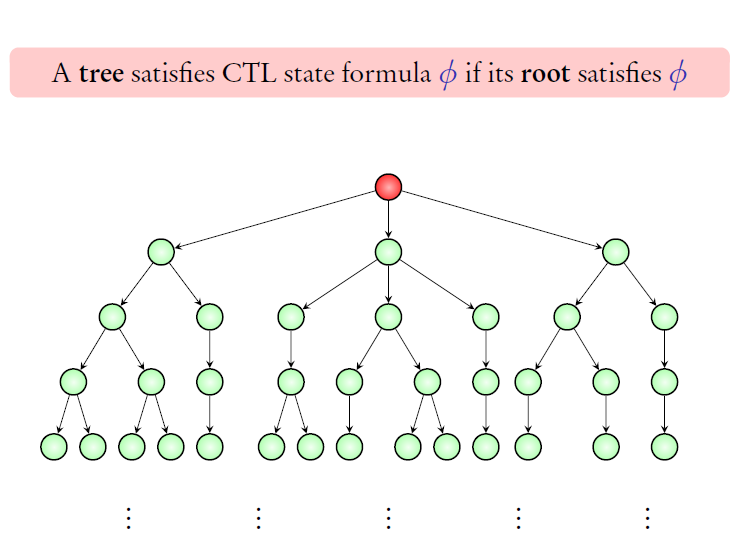 A tree satisfies CTL state formula ϕ if its root satisfies ϕ